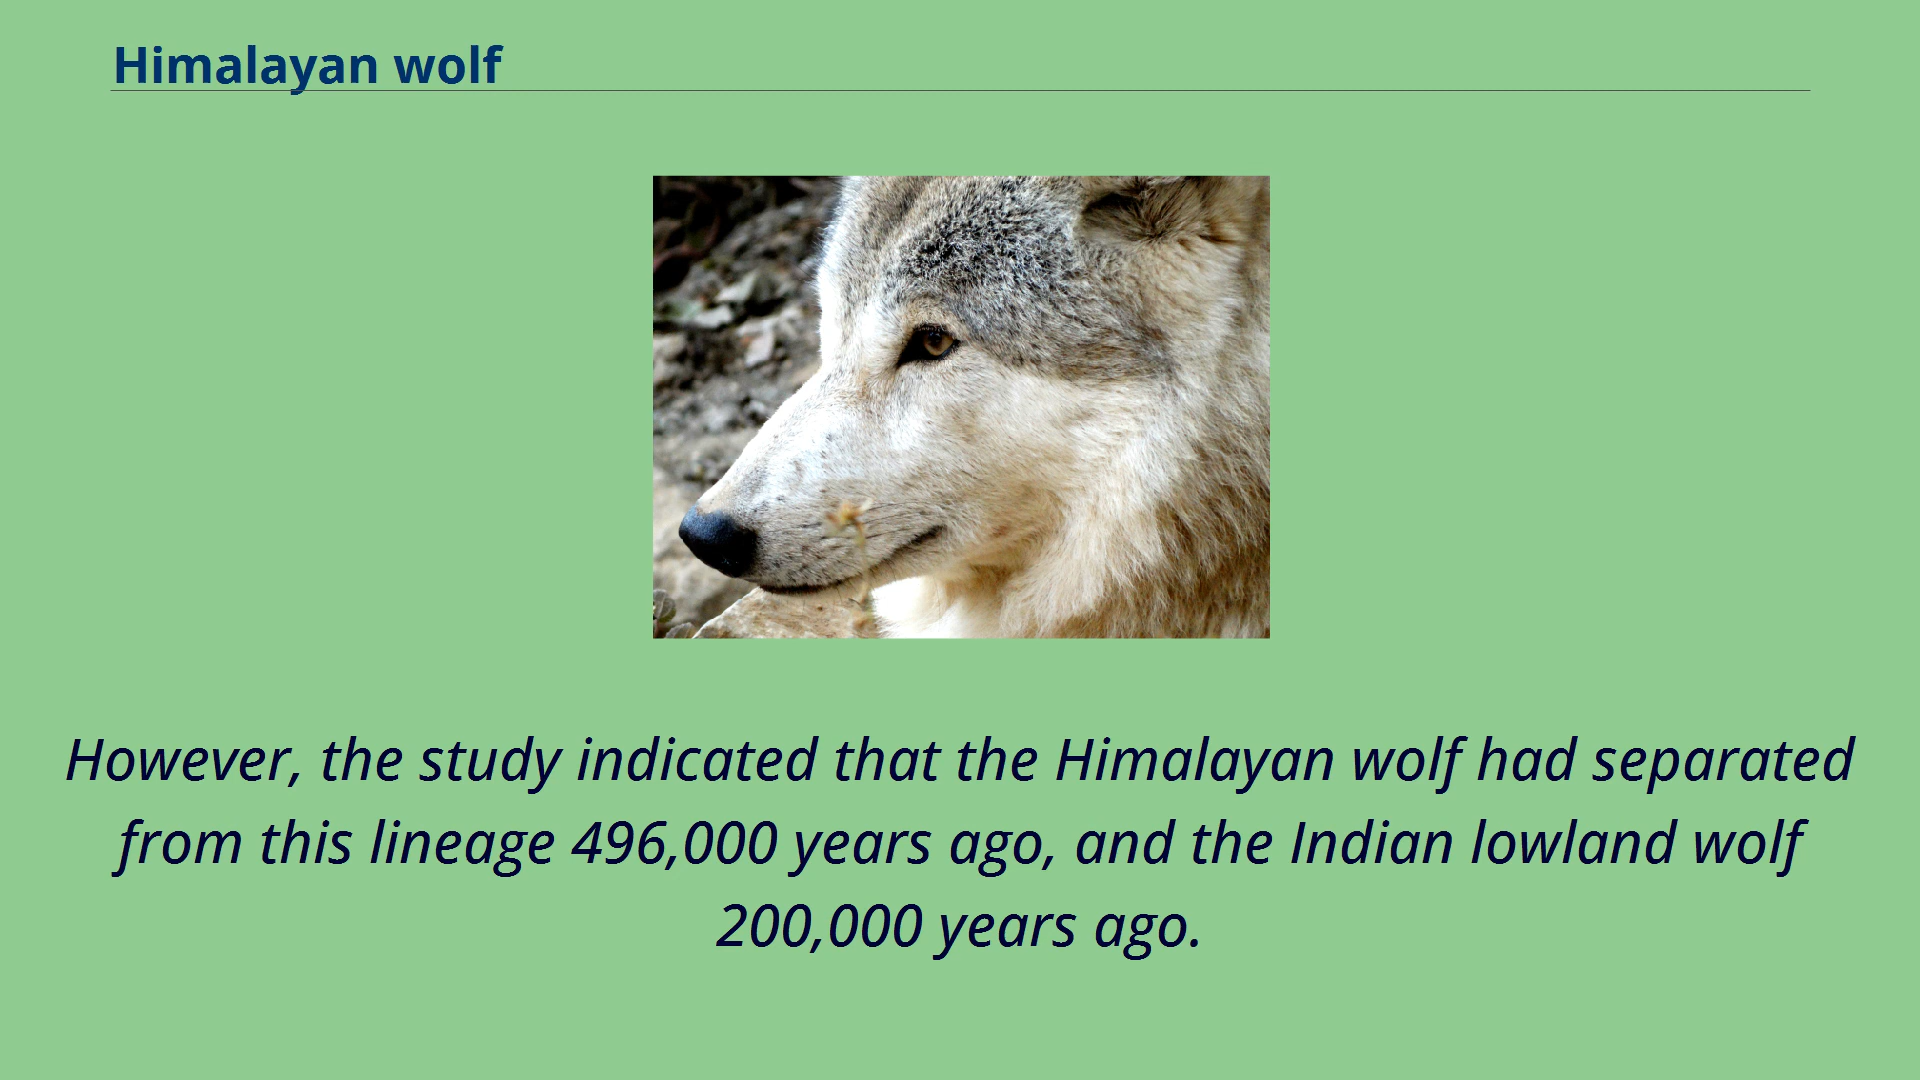 Himalayan wolf
However, the study indicated that the Himalayan wolf had separated
from this lineage 496,000 years ago, and the Indian lowland wolf
200,000 years ago.